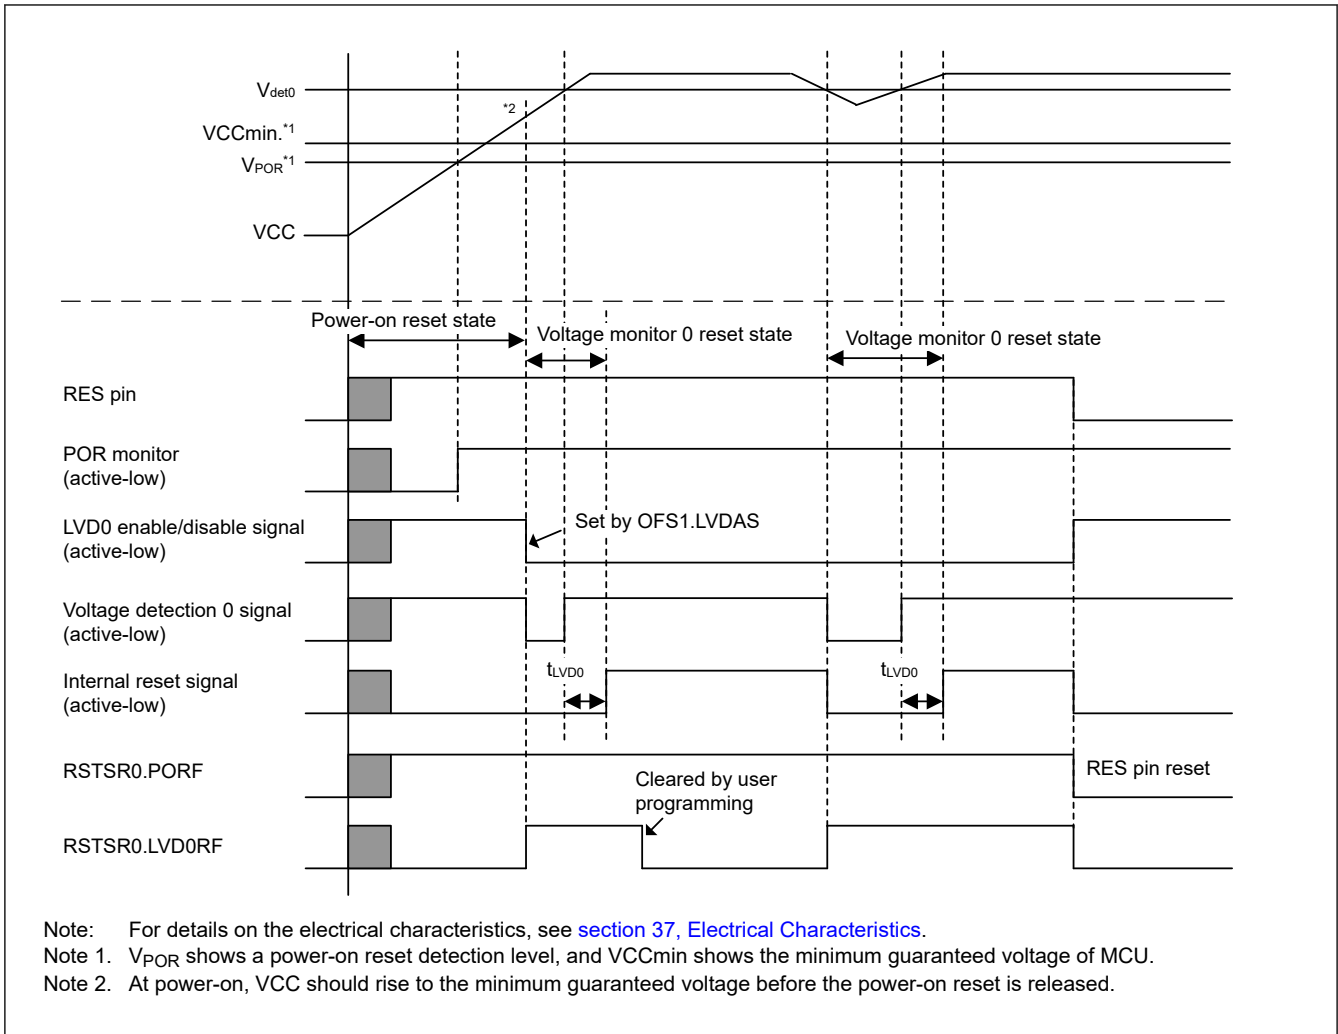 Vdet0
*2
VCCmin.*1
VPOR*1
VCC
Power-on reset state
Voltage monitor 0 reset state
Voltage monitor 0 reset state
RES pin
POR monitor
(active-low)
LVD0 enable/disable signal
(active-low)
Set by OFS1.LVDAS
Voltage detection 0 signal
(active-low)
tLVD0
tLVD0
Internal reset signal
(active-low)
RSTSR0.PORF
RES pin reset
Cleared by user
programming
RSTSR0.LVD0RF
Note: For details on the electrical characteristics, see section 37, Electrical Characteristics.
Note 1. VPOR shows a power-on reset detection level, and VCCmin shows the minimum guaranteed voltage of MCU.
Note 2. At power-on, VCC should rise to the minimum guaranteed voltage before the power-on reset is released.